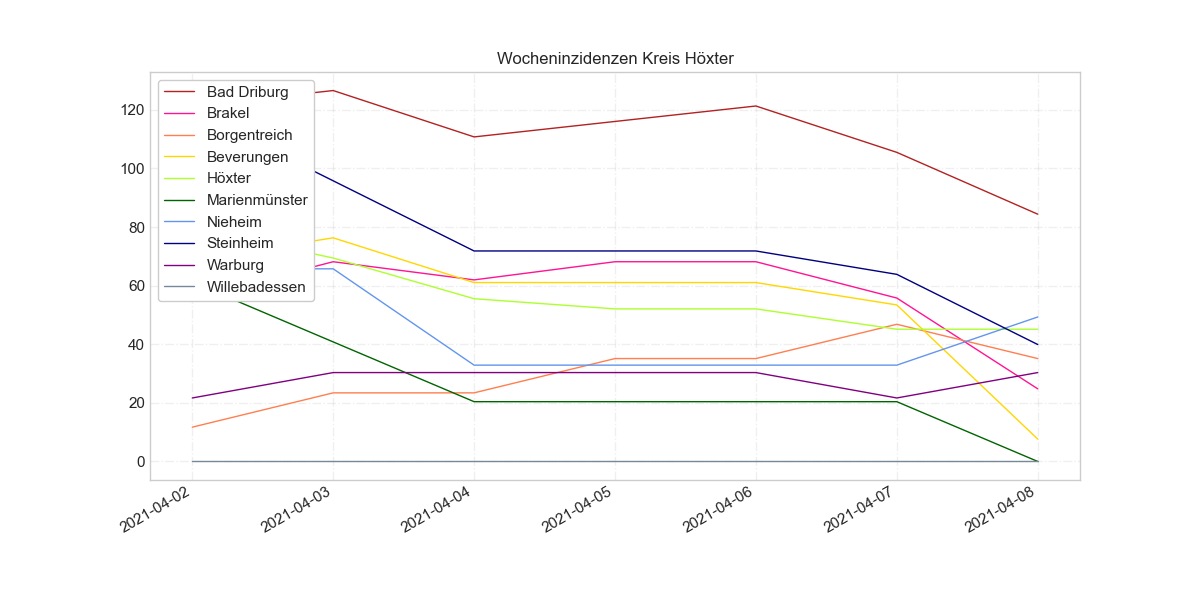 Wocheninzidenzen Kreis Höxter
Bad Driburg
Brakel
Borgentreich
Beverungen
Höxter
Marienmünster
Nieheim
Steinheim
Warburg
Willebadessen
120
100
80
60
40
20
0
2021-04-02
2021-04-03
2021-04-04
2021-04-05
2021-04-06
2021-04-07
2021-04-08